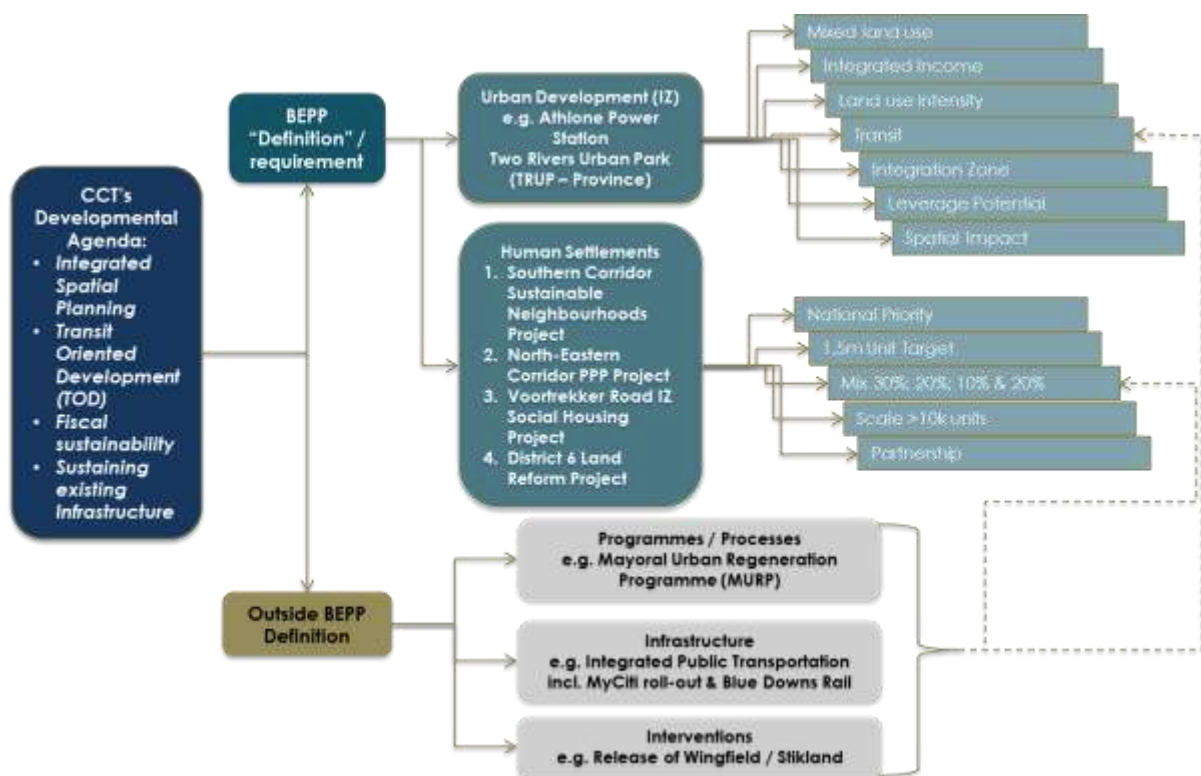 CCT's
Developmental
Agenda:
• Integrated
Spatial
Planning
• Transit
Oriented
Development
(TOD)
• Fiscal
sustainability
• Sustaining
existing
Infrastructure
BEPP
"Definition" /
requirement
Outside BEPP
Definition
Urban Development (IZ)
e.g. Athlone Power
Station
Two Rivers Urban Park
(TRUP – Province)
Human Settlements
1. Southern Corridor
Sustainable
Neighbourhoods
Project
2. North-Eastern
Corridor PPP Project
3. Voortrekker Road IZ
Social Housing
Project
4. District 6 Land
Reform Project
Programmes / Processes
e.g. Mayoral Urban Regeneration
Programme (MURP)
Infrastructure
e.g. Integrated Public Transportation
incl. MyCiti roll-out & Blue Downs Rail
Interventions
e.g. Release of Wingfield / Stikland
Mixed land use
Integrated Income
Land use Intensity
Transit
Integration Zone
Leverage Potential
Spatial Impact
National Priority
1,5m Unit Target
Mix 30%; 20%; 10% & 20%
Scale >10k units
Partnership